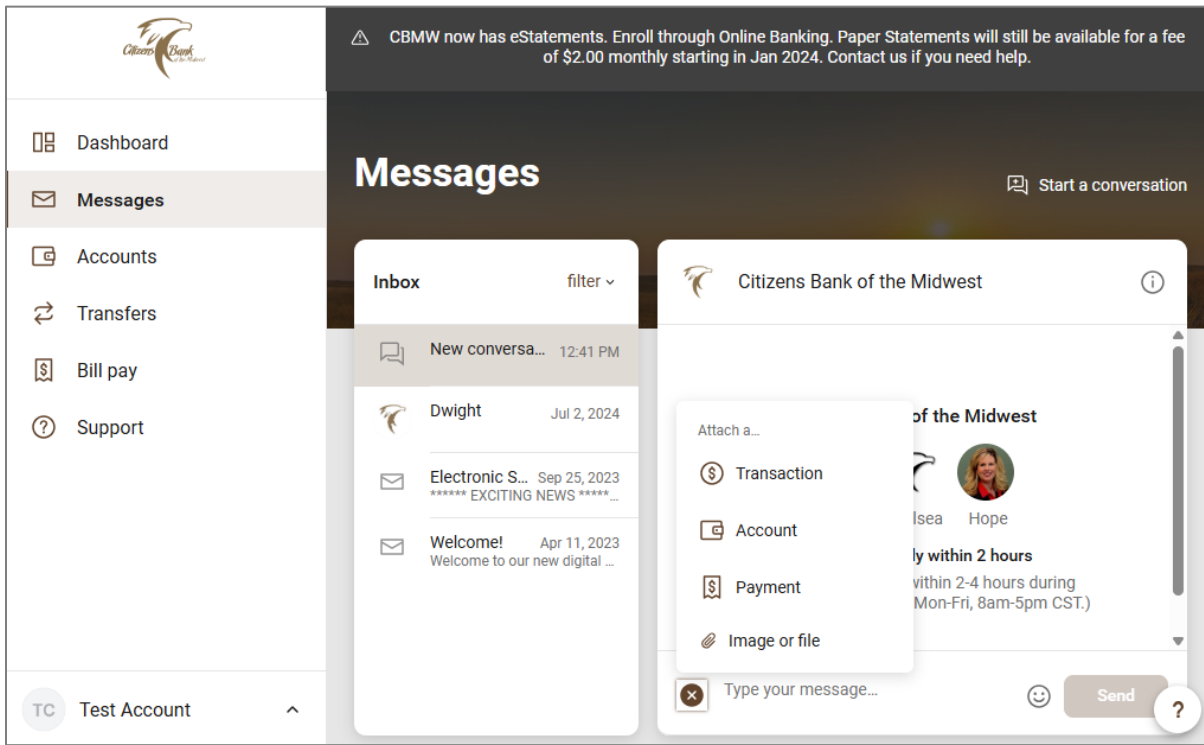 Citizens Bank
of the Midwest
CBMW now has eStatements. Enroll through Online Banking. Paper Statements will still be available for a fee
of $2.00 monthly starting in Jan 2024. Contact us if you need help.
Dashboard
Messages
Accounts
Transfers
Bill pay
Support
TC Test Account
Messages
Start a conversation
Inbox filter
New conversa... 12:41 PM
Dwight Jul 2, 2024
Electronic S... Sep 25, 2023
****** EXCITING NEWS *****...
Welcome! Apr 11, 2023
Welcome to our new digital ...
Citizens Bank of the Midwest
of the Midwest
lsea Hope
ly within 2 hours
within 2-4 hours during
Mon-Fri, 8am-5pm CST.)
Attach a...
Transaction
Account
Payment
Image or file
Type your message...
Send
?